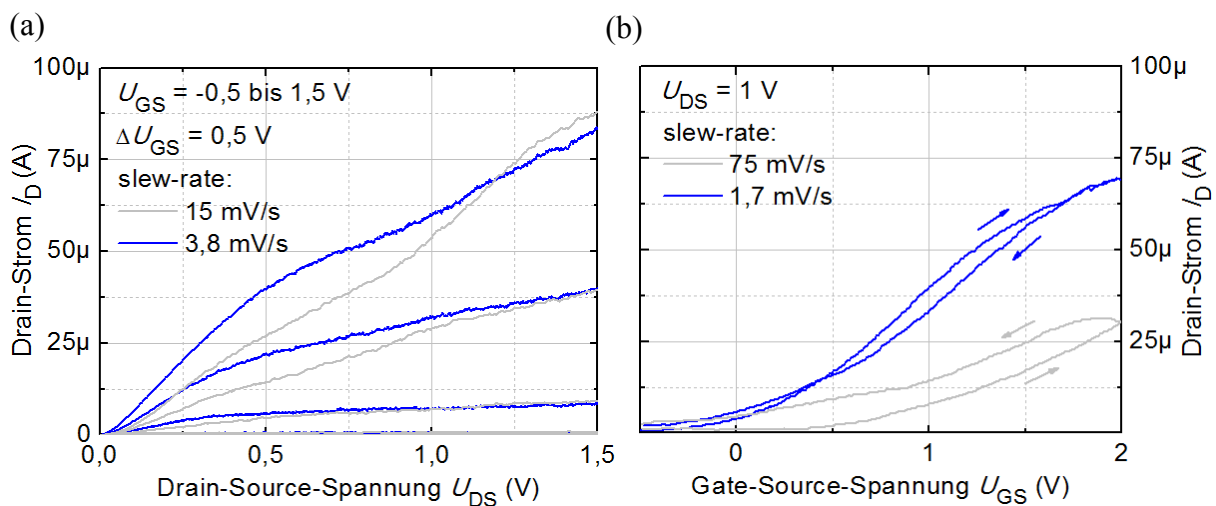 (a)
100µ
75µ
50µ
25µ
0
Drain-Strom I_D (A)
U_GS = -0,5 bis 1,5 V
ΔU_GS = 0,5 V
slew-rate:
15 mV/s
3,8 mV/s
0,0 0,5 1,0 1,5
Drain-Source-Spannung U_DS (V)
(b)
U_DS = 1 V
slew-rate:
75 mV/s
1,7 mV/s
100µ
75µ
50µ
25µ
0
Drain-Strom I_D (A)
0 1 2
Gate-Source-Spannung U_GS (V)